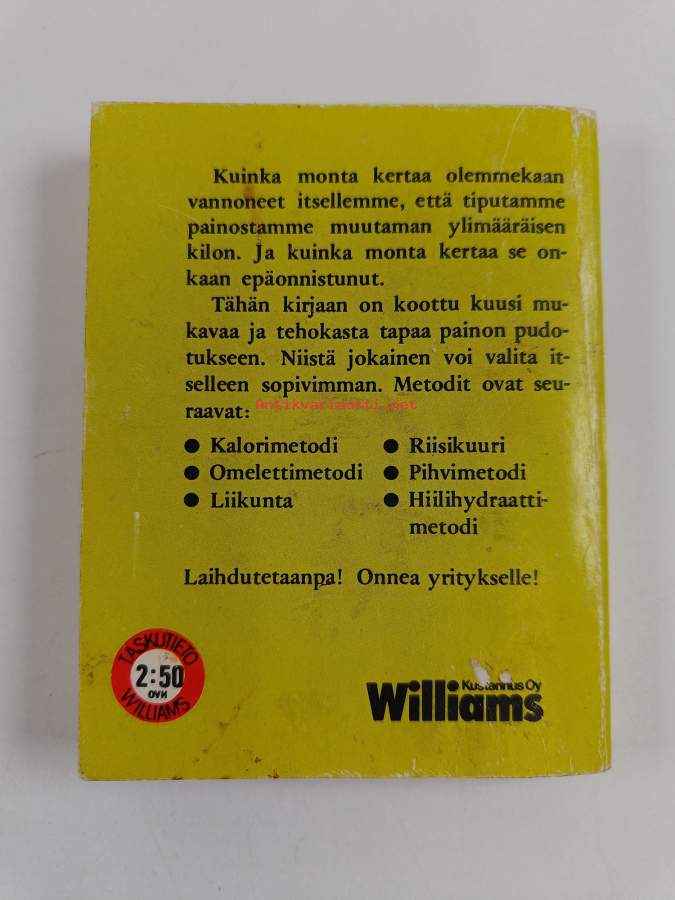 Kuinka monta kertaa olemmekaan
vannoneet itsellemme, että tiputamme
painostamme muutaman ylimääräisen
kilon. Ja kuinka monta kertaa se on-
kaan epäonnistunut.
Tähän kirjaan on koottu kuusi mu-
kavaa ja tehokasta tapaa painon pudo-
tukseen. Niistä jokainen voi valita it-
selleen sopivimman. Metodit ovat seu-
raavat:
Antikvariaatti.net
● Kalorimetodi
● Omelettimetodi
● Liikunta
● Riisikuuri
● Pihvimetodi
● Hiilihydraatti-
metodi
Laihdutetaanpa! Onnea yritykselle!
TASKUTIETO
2:50
OVH
WILLIAMS
Kustannus Oy
Williams